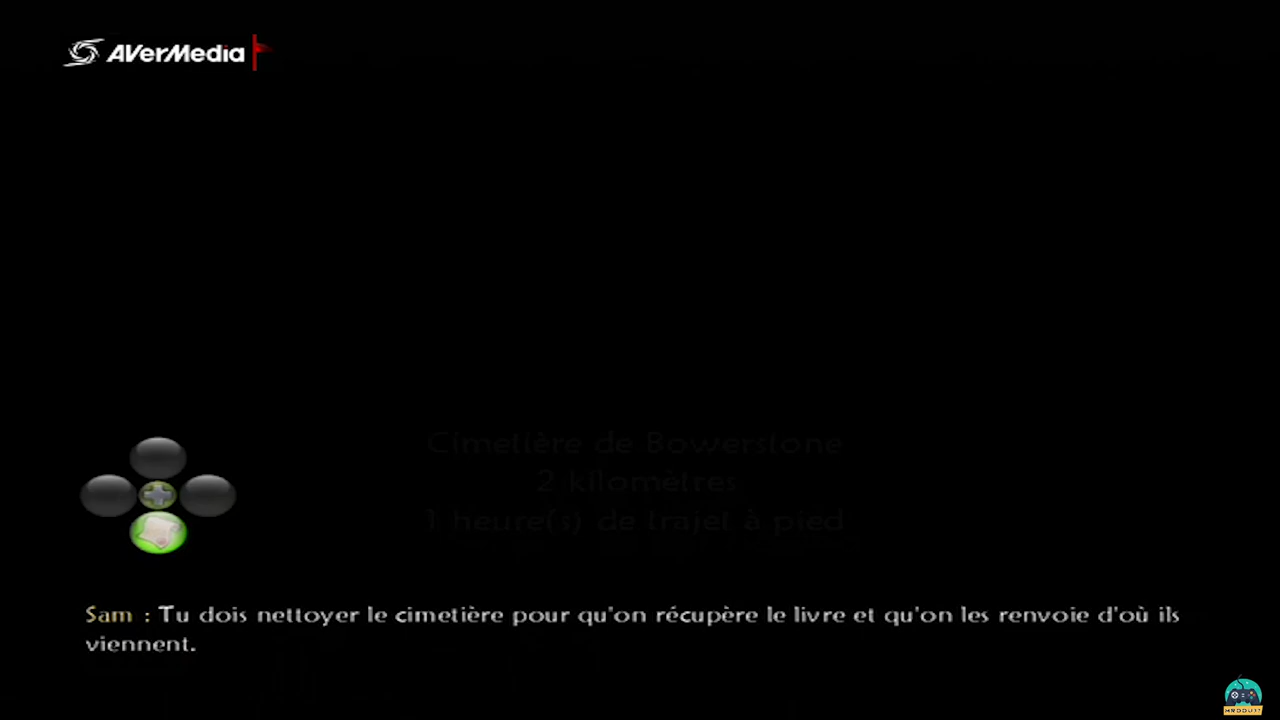 AVerMedia
Cimetière de Bowerstone
2 kilomètres
1 heure(s) de trajet à pied
Sam : Tu dois nettoyer le cimetière pour qu'on récupère le livre et qu'on les renvoie d'où ils
viennent.